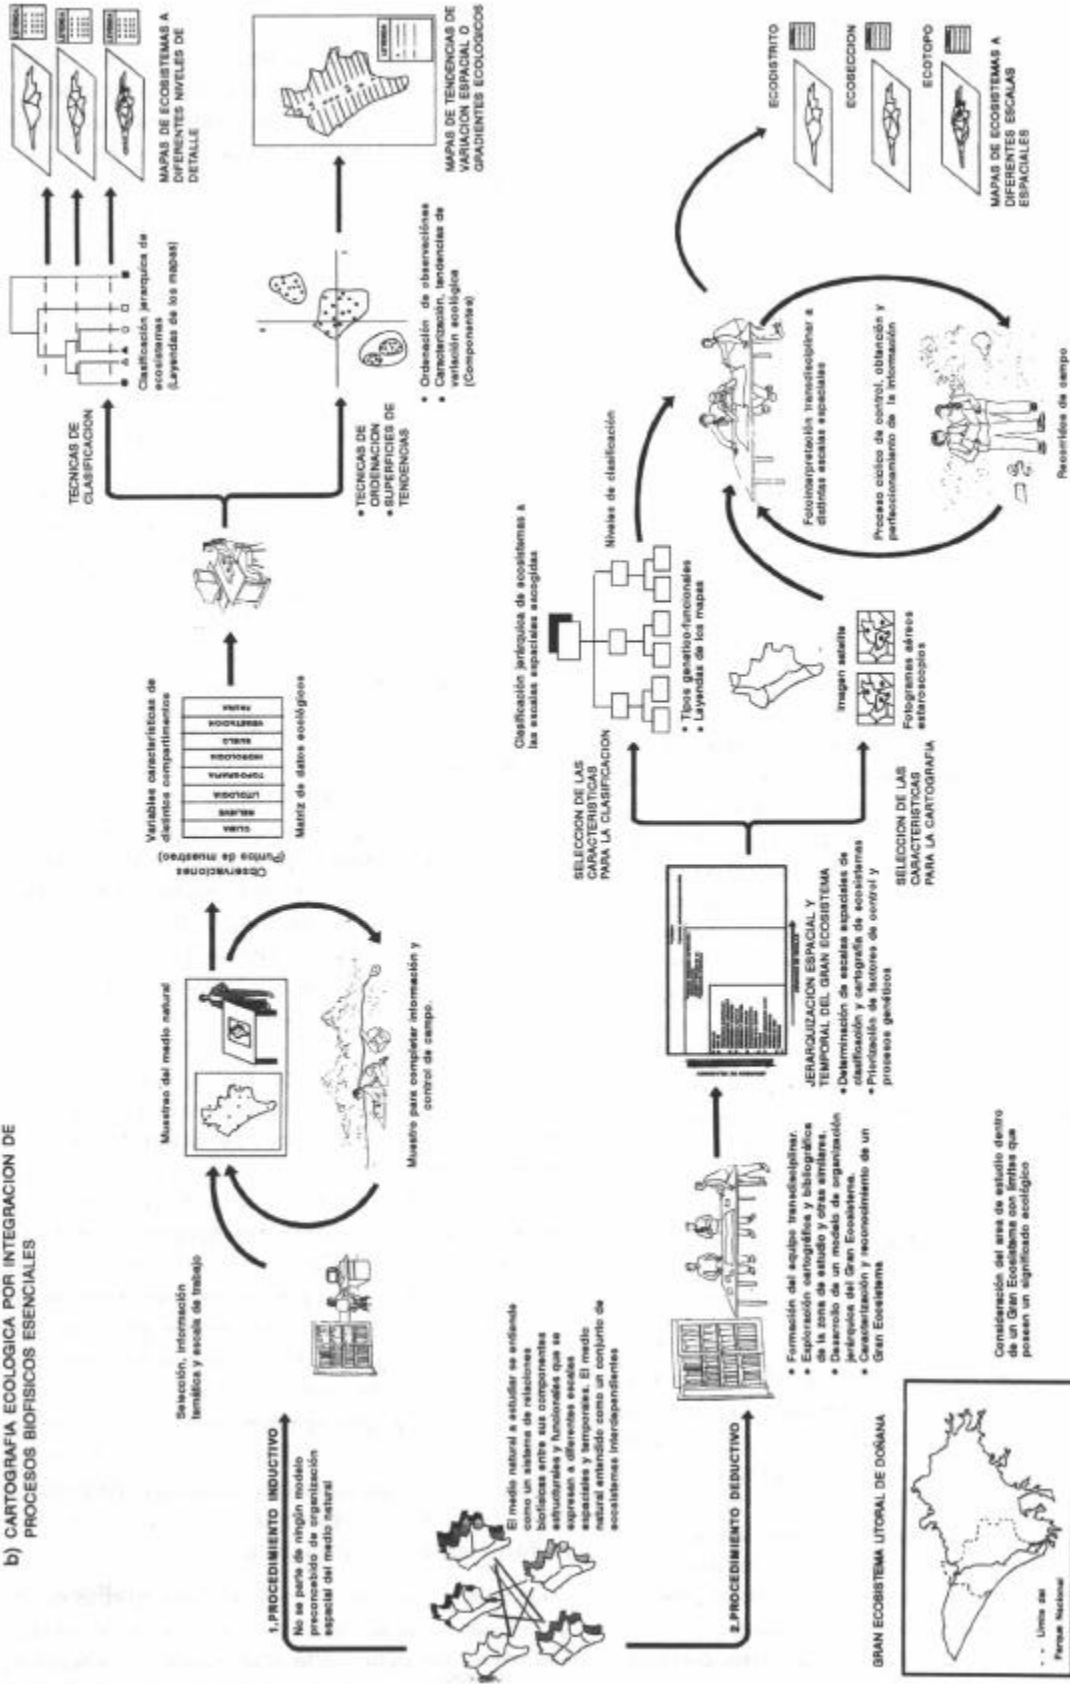 b) CARTOGRAFIA ECOLOGICA POR INTEGRACION DE
PROCESOS BIOFISICOS ESENCIALES
1.PROCEDIMIENTO INDUCTIVO
No se parte de ningún modelo
preconcebido de organización
espacial del medio natural
El medio natural a estudiar se entiende
como un sistema de relaciones
biofísicas entre sus componentes
estructurales y funcionales que se
expresan a diferentes escalas
espaciales y temporales. El medio
natural entendido como un conjunto de
ecosistemas interdependientes
Selección, información
temática y escala de trabajo
Muestreo del medio natural
Muestro para completar información y
control de campo.
Observaciones
(Puntos de muestreo)
Variables características de
distintos compartimentos
CLIMA
RELIEVE
LITOLOGIA
TOPOGRAFIA
HIDROLOGIA
SUELO
VEGETACION
FAUNA
Matriz de datos ecológicos
TECNICAS DE
CLASIFICACION
Clasificación jerarquica de
ecosistemas
(Leyendas de los mapas)
LEYENDA
LEYENDA
LEYENDA
MAPAS DE ECOSISTEMAS A
DIFERENTES NIVELES DE
DETALLE
• TECNICAS DE
ORDENACION
• SUPERFICIES DE
TENDENCIAS
• Ordenación de observaciónes
• Caracterización, tendencias de
variación ecológica
(Componentes)
LEYENDA
MAPAS DE TENDENCIAS DE
VARIACION ESPACIAL O
GRADIENTES ECOLOGICOS
2.PROCEDIMIENTO DEDUCTIVO
GRAN ECOSISTEMA LITORAL DE DOÑANA
- - Límite del
Parque Nacional
Consideración del area de estudio dentro
de un Gran Ecosistema con límites que
poseen un significado ecológico
• Formación del equipo transdisciplinar.
• Exploración cartográfica y bibliográfica
de la zona de estudio y otras similares.
• Desarrollo de un modelo de organización
jerárquica del Gran Ecosistema.
• Caracterización y reconocimiento de un
Gran Ecosistema
JERARQUIZACION ESPACIAL Y
TEMPORAL DEL GRAN ECOSISTEMA
• Determinación de escalas espaciales de
clasificación y cartografía de ecosistemas
• Priorización de factores de control y
procesos genéticos
SELECCION DE LAS
CARACTERISTICAS
PARA LA CLASIFICACION
Clasificación jerárquica de ecosistemas a
las escalas espaciales escogidas
Niveles de clasificación
• Tipos genético-funcionales
• Leyendas de los mapas
SELECCION DE LAS
CARACTERISTICAS
PARA LA CARTOGRAFIA
Imagen satélite
Fotogramas aéreos
estereoscopios
Fotointerpretación transdisciplinar a
distintas escalas espaciales
Proceso cíclico de control, obtención y
perfeccionamiento de la información
Recorridos de campo
ECODISTRITO
ECOSECCION
ECOTOPO
MAPAS DE ECOSISTEMAS A
DIFERENTES ESCALAS
ESPACIALES